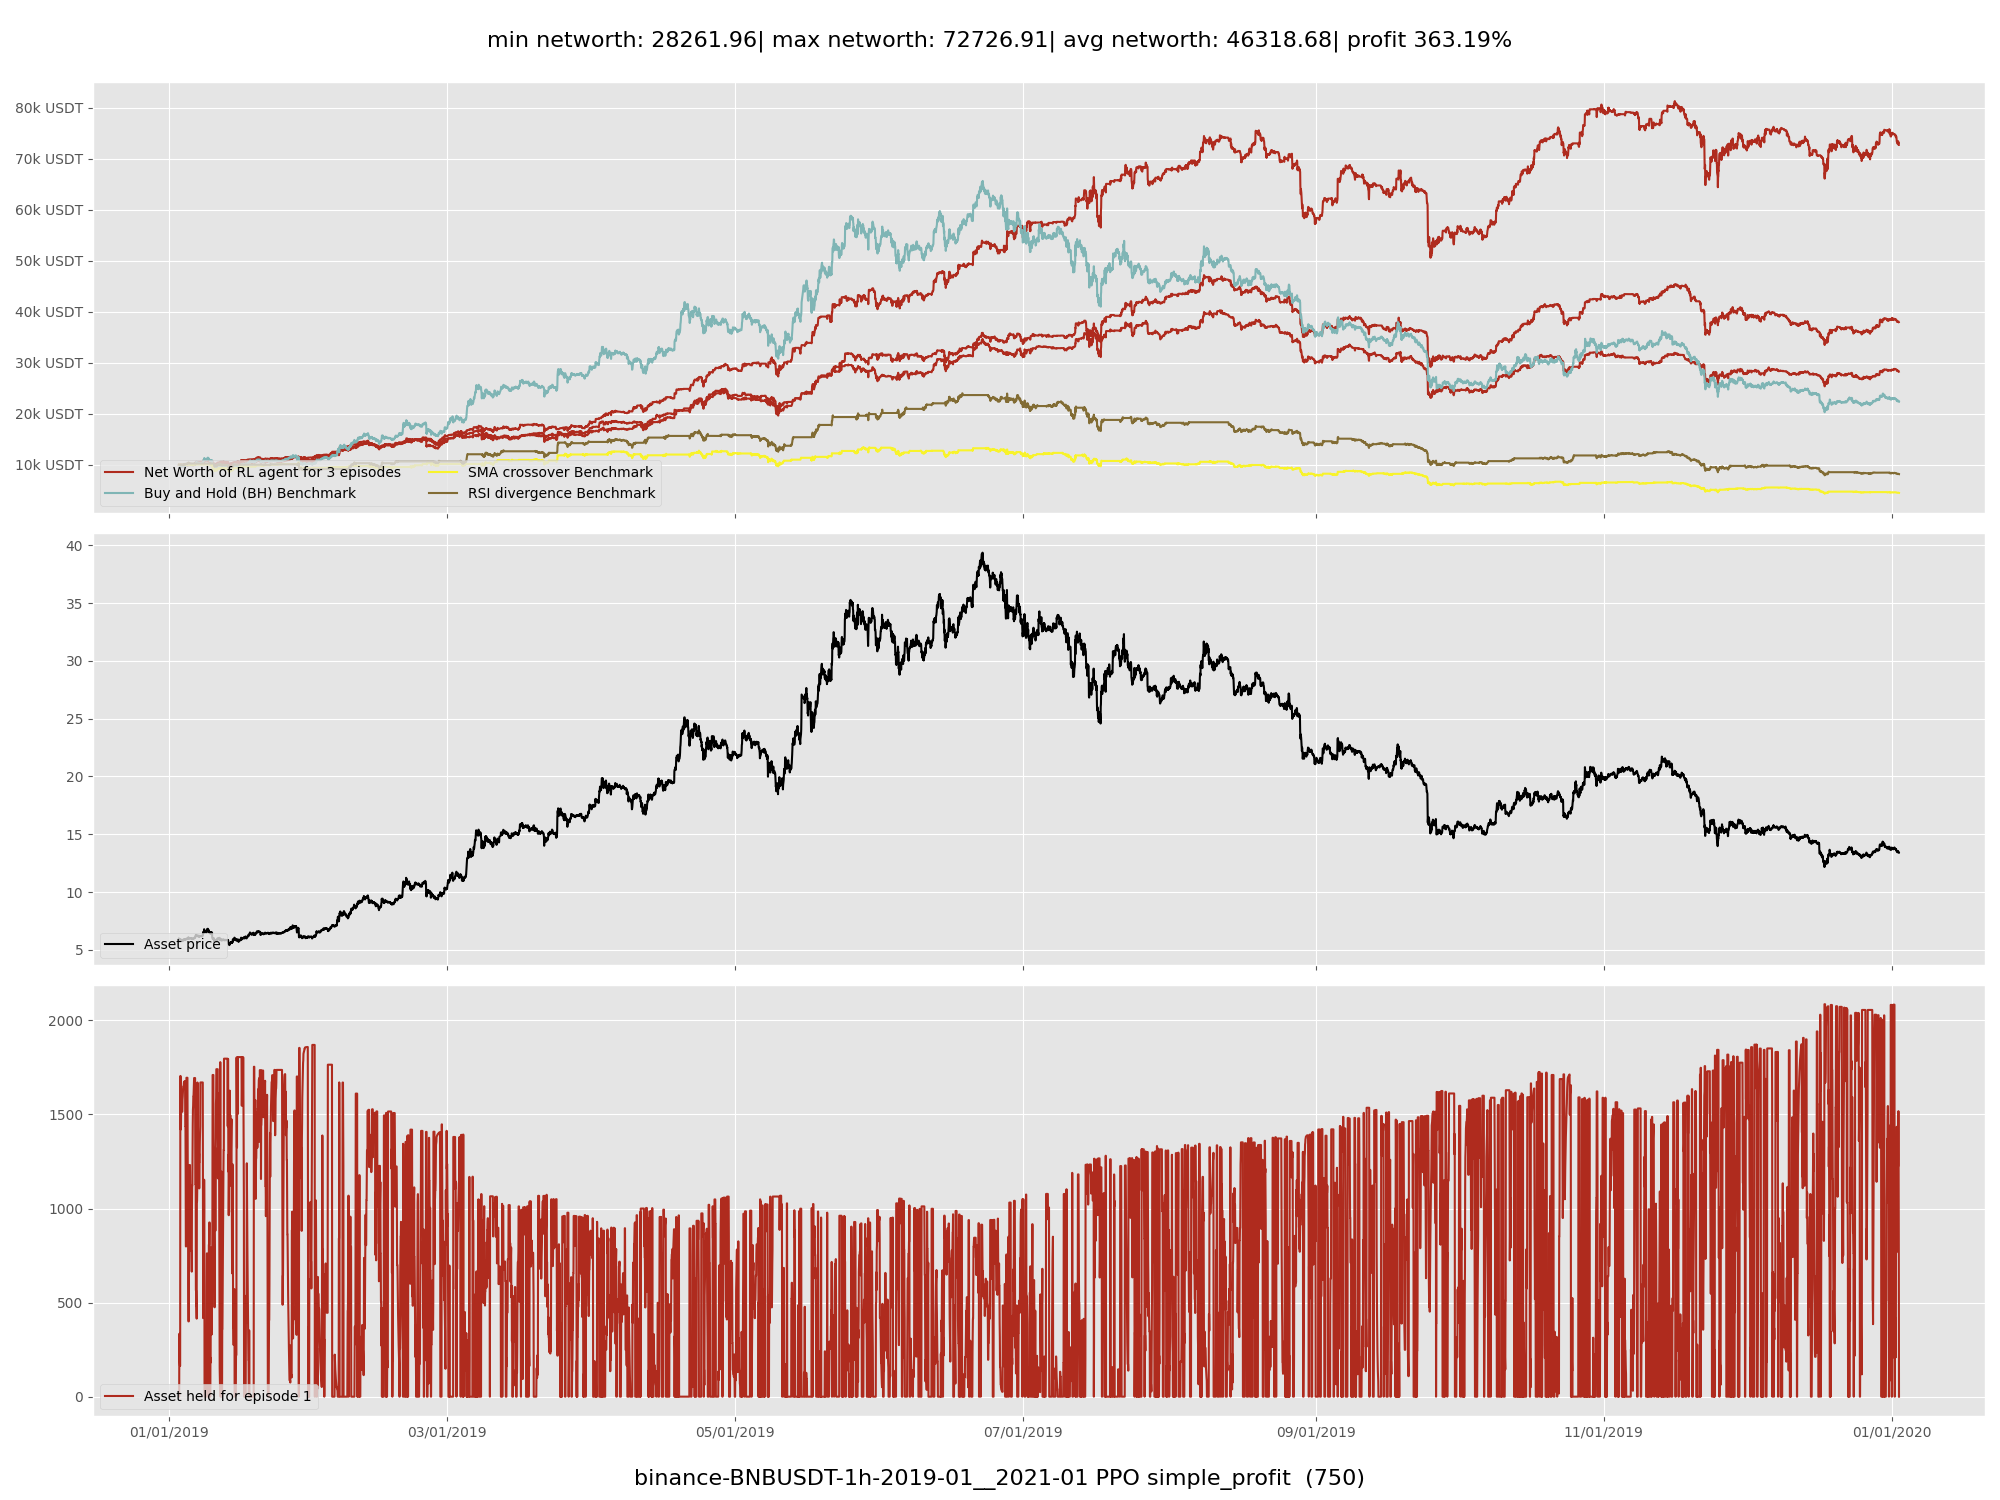 min networth: 28261.96| max networth: 72726.91| avg networth: 46318.68| profit 363.19%
80k USDT
70k USDT
60k USDT
50k USDT
40k USDT
30k USDT
20k USDT
10k USDT
Net Worth of RL agent for 3 episodes
Buy and Hold (BH) Benchmark
SMA crossover Benchmark
RSI divergence Benchmark
40
35
30
25
20
15
10
5
Asset price
2000
1500
1000
500
0
Asset held for episode 1
01/01/2019 03/01/2019 05/01/2019 07/01/2019 09/01/2019 11/01/2019 01/01/2020
binance-BNBUSDT-1h-2019-01__2021-01 PPO simple_profit  (750)